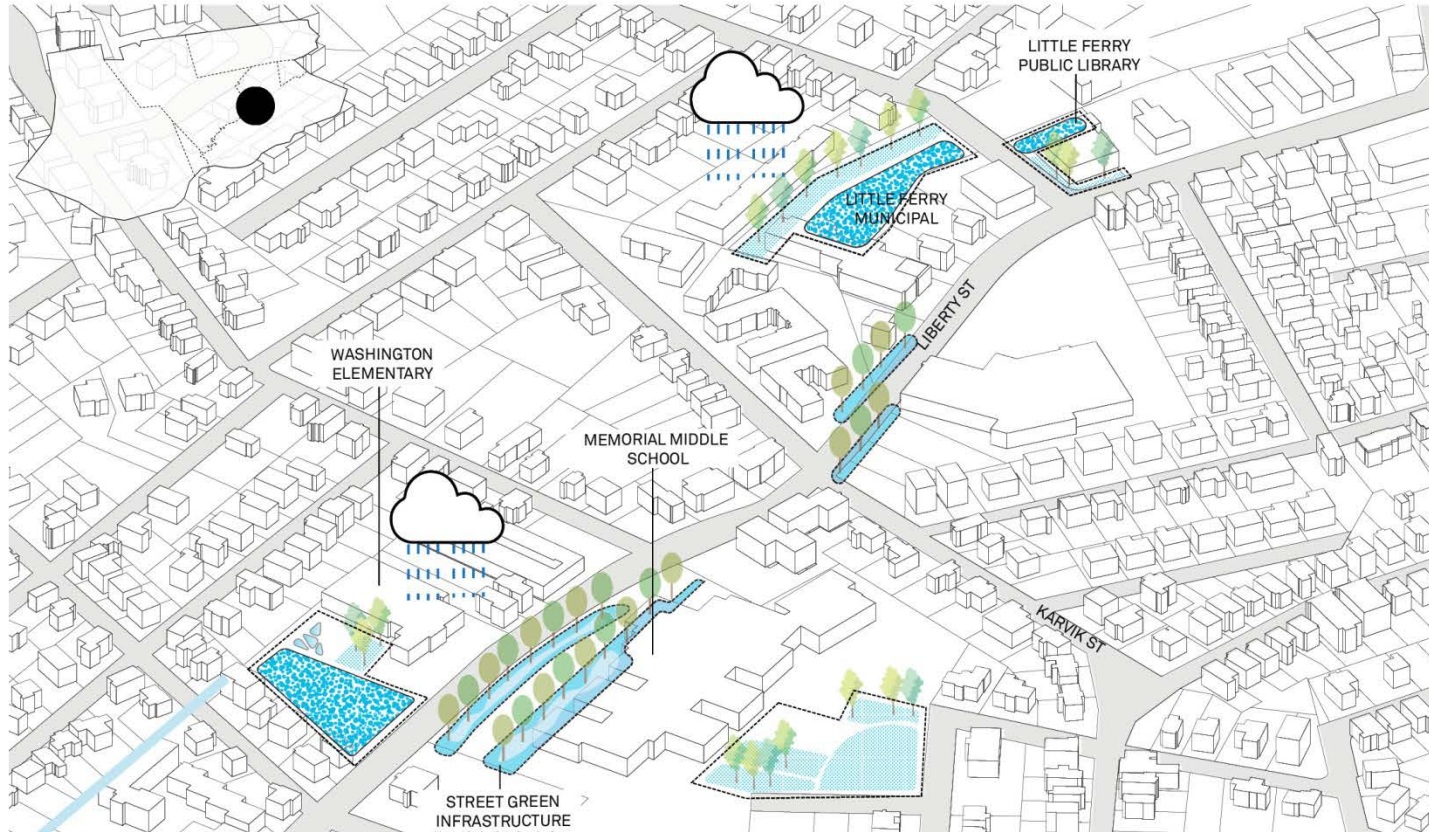 LITTLE FERRY
PUBLIC LIBRARY
LITTLE FERRY
MUNICIPAL
LIBERTY ST
WASHINGTON
ELEMENTARY
MEMORIAL MIDDLE
SCHOOL
KARVIK ST
STREET GREEN
INFRASTRUCTURE